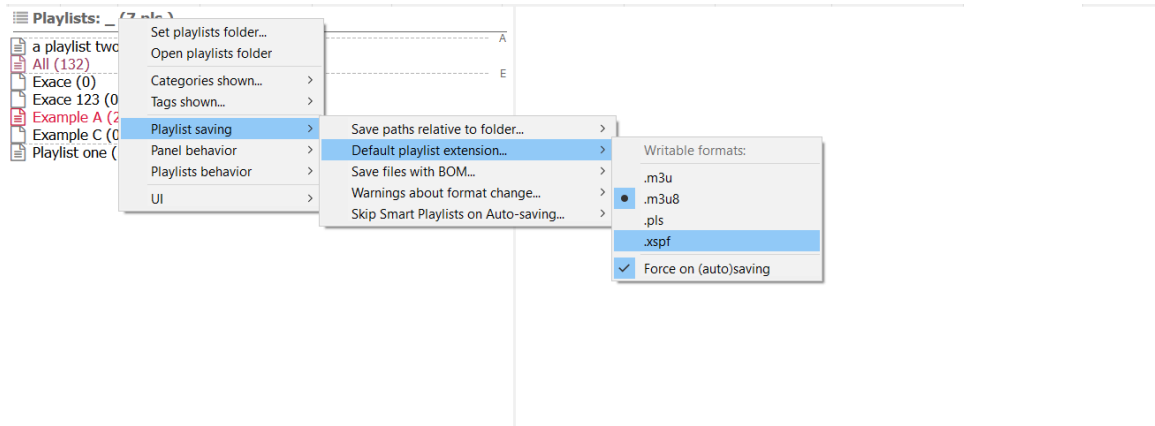 Playlists: _ (7 pls.)
A
a playlist two
All (132)
E
Exace (0)
Exace 123 (0
Example A (2
Example C (0
Playlist one (
Set playlists folder...
Open playlists folder
Categories shown...
Tags shown...
Playlist saving
Panel behavior
Playlists behavior
UI
Save paths relative to folder...
Default playlist extension...
Save files with BOM...
Warnings about format change...
Skip Smart Playlists on Auto-saving...
Writable formats:
.m3u
.m3u8
.pls
.xspf
Force on (auto)saving